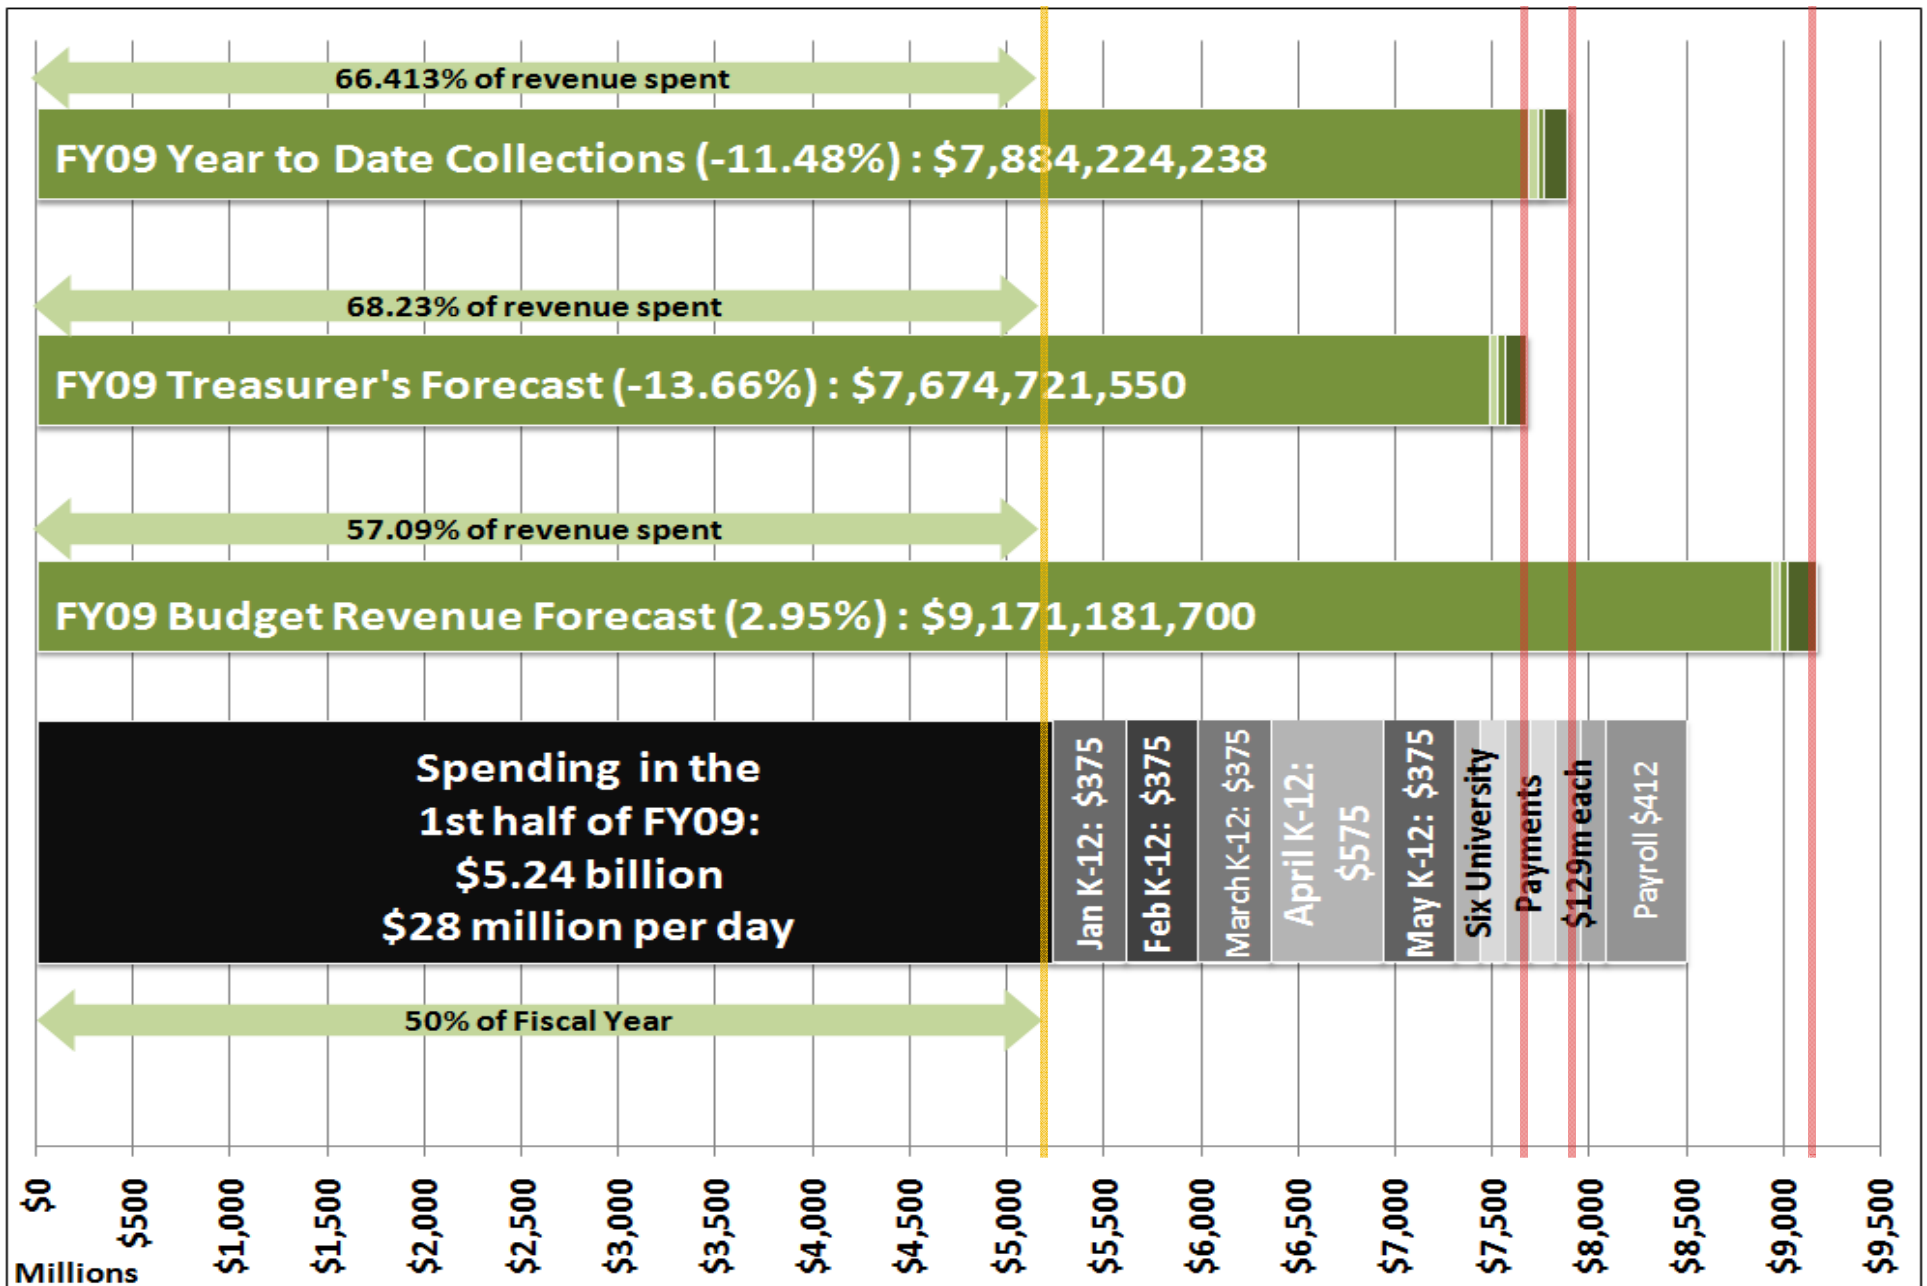 66.413% of revenue spent
FY09 Year to Date Collections (-11.48%) : $7,884,224,238
68.23% of revenue spent
FY09 Treasurer's Forecast (-13.66%) : $7,674,721,550
57.09% of revenue spent
FY09 Budget Revenue Forecast (2.95%) : $9,171,181,700
Spending in the
1st half of FY09:
$5.24 billion
$28 million per day
Jan K-12: $375
Feb K-12: $375
March K-12: $375
April K-12:
$575
May K-12: $375
Six University
Payments
$129m each
Payroll $412
50% of Fiscal Year
$0
$500
$1,000
$1,500
$2,000
$2,500
$3,000
$3,500
$4,000
$4,500
$5,000
$5,500
$6,000
$6,500
$7,000
$7,500
$8,000
$8,500
$9,000
$9,500
Millions